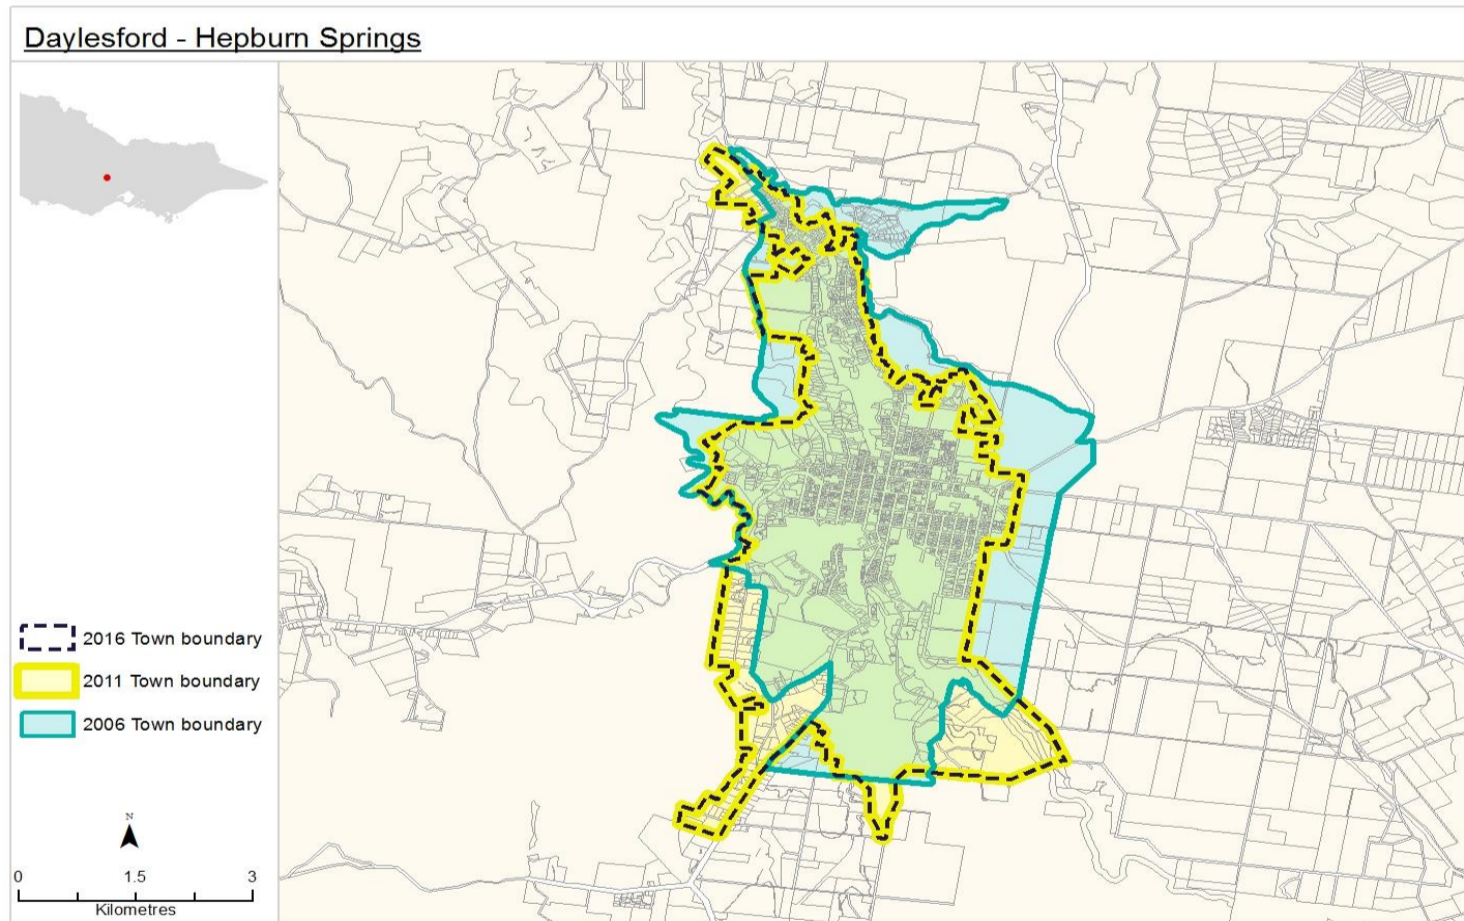 Daylesford - Hepburn Springs
2016 Town boundary
2011 Town boundary
2006 Town boundary
N
0 1.5 3
Kilometres